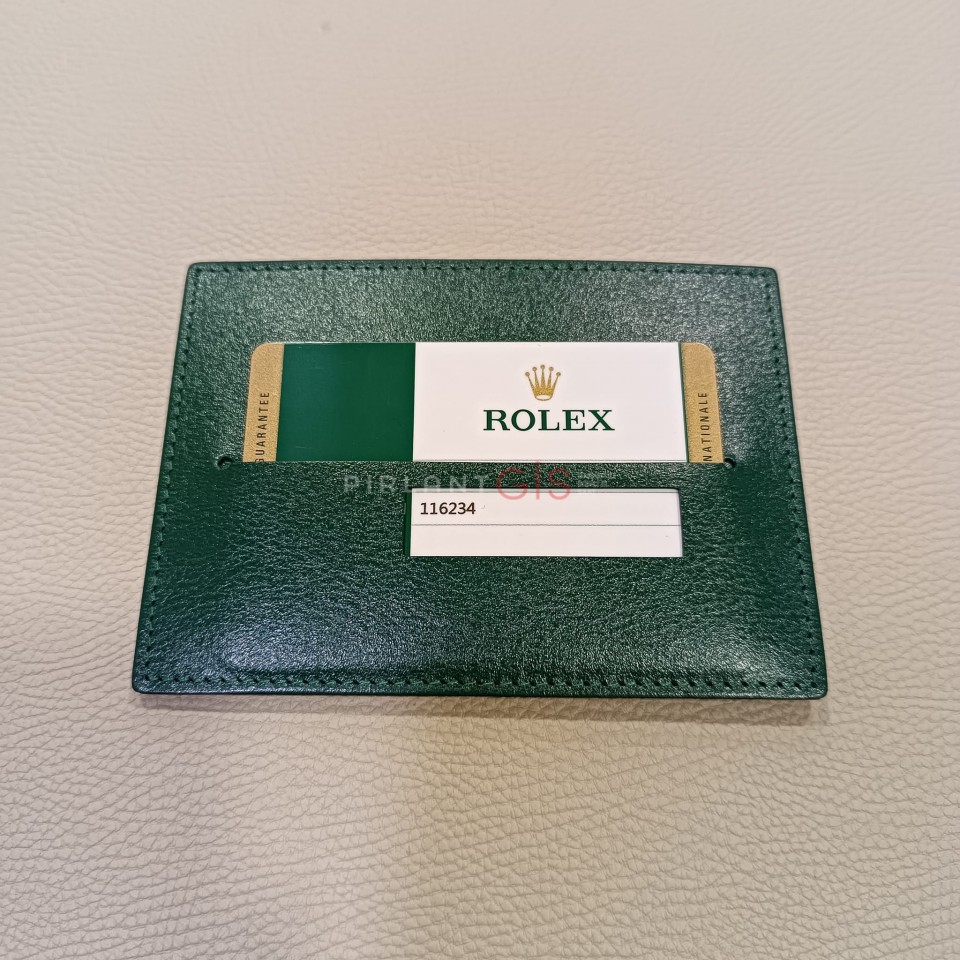 GUARANTEE
ROLEX
NATIONALE
PIRLANTGIS
116234